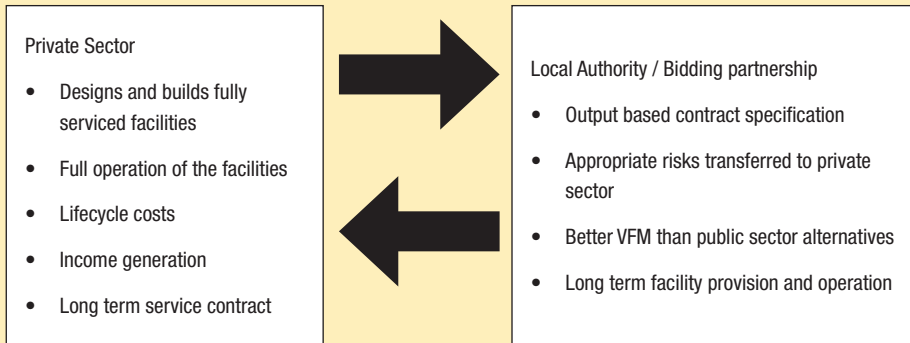 Private Sector
• Designs and builds fully
serviced facilities
• Full operation of the facilities
• Lifecycle costs
• Income generation
• Long term service contract
Local Authority / Bidding partnership
• Output based contract specification
• Appropriate risks transferred to private
sector
• Better VFM than public sector alternatives
• Long term facility provision and operation